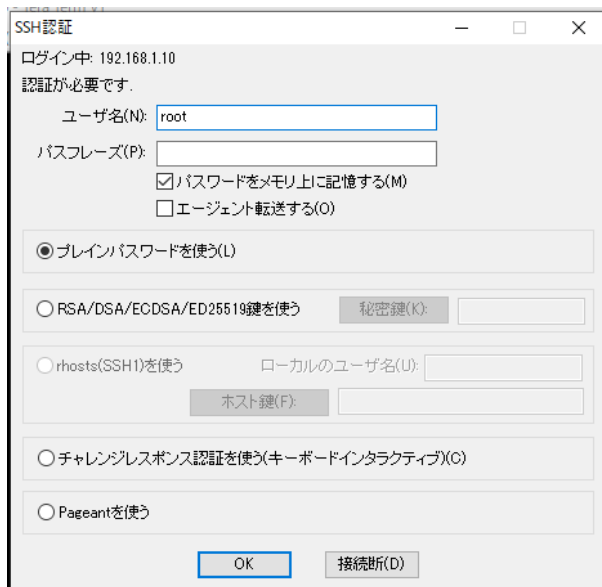 SSH認証
ログイン中: 192.168.1.10
認証が必要です.
ユーザ名(N): root
パスフレーズ(P):
パスワードをメモリ上に記憶する(M)
エージェント転送する(O)
プレインパスワードを使う(L)
RSA/DSA/ECDSA/ED25519鍵を使う 秘密鍵(K):
rhosts(SSH1)を使う ローカルのユーザ名(U):
ホスト鍵(F):
チャレンジレスポンス認証を使う(キーボードインタラクティブ)(C)
Pageantを使う
OK 接続断(D)